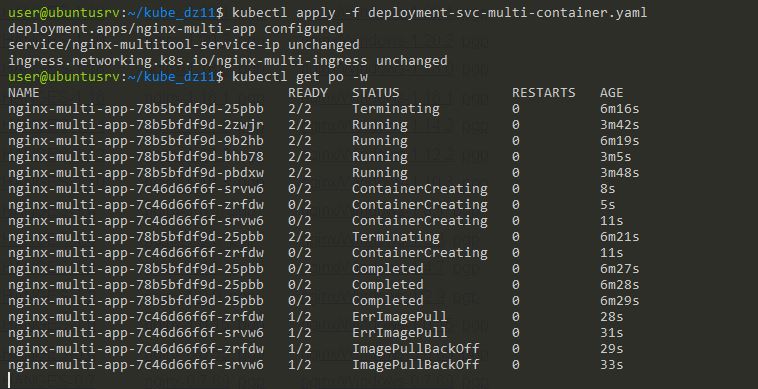 user@ubuntusrv:~/kube_dz11$ kubectl apply -f deployment-svc-multi-container.yaml
deployment.apps/nginx-multi-app configured
service/nginx-multitool-service-ip unchanged
ingress.networking.k8s.io/nginx-multi-ingress unchanged
user@ubuntusrv:~/kube_dz11$ kubectl get po -w
NAME READY STATUS RESTARTS AGE
nginx-multi-app-78b5bfdf9d-25pbb 2/2 Terminating 0 6m16s
nginx-multi-app-78b5bfdf9d-2zwjr 2/2 Running 0 3m42s
nginx-multi-app-78b5bfdf9d-9b2hb 2/2 Running 0 6m19s
nginx-multi-app-78b5bfdf9d-bhb78 2/2 Running 0 3m5s
nginx-multi-app-78b5bfdf9d-pbdxw 2/2 Running 0 3m48s
nginx-multi-app-7c46d66f6f-srvw6 0/2 ContainerCreating 0 8s
nginx-multi-app-7c46d66f6f-zrfdw 0/2 ContainerCreating 0 5s
nginx-multi-app-7c46d66f6f-srvw6 0/2 ContainerCreating 0 11s
nginx-multi-app-78b5bfdf9d-25pbb 2/2 Terminating 0 6m21s
nginx-multi-app-7c46d66f6f-zrfdw 0/2 ContainerCreating 0 11s
nginx-multi-app-78b5bfdf9d-25pbb 0/2 Completed 0 6m27s
nginx-multi-app-78b5bfdf9d-25pbb 0/2 Completed 0 6m28s
nginx-multi-app-78b5bfdf9d-25pbb 0/2 Completed 0 6m29s
nginx-multi-app-7c46d66f6f-zrfdw 1/2 ErrImagePull 0 28s
nginx-multi-app-7c46d66f6f-srvw6 1/2 ErrImagePull 0 31s
nginx-multi-app-7c46d66f6f-zrfdw 1/2 ImagePullBackOff 0 29s
nginx-multi-app-7c46d66f6f-srvw6 1/2 ImagePullBackOff 0 33s